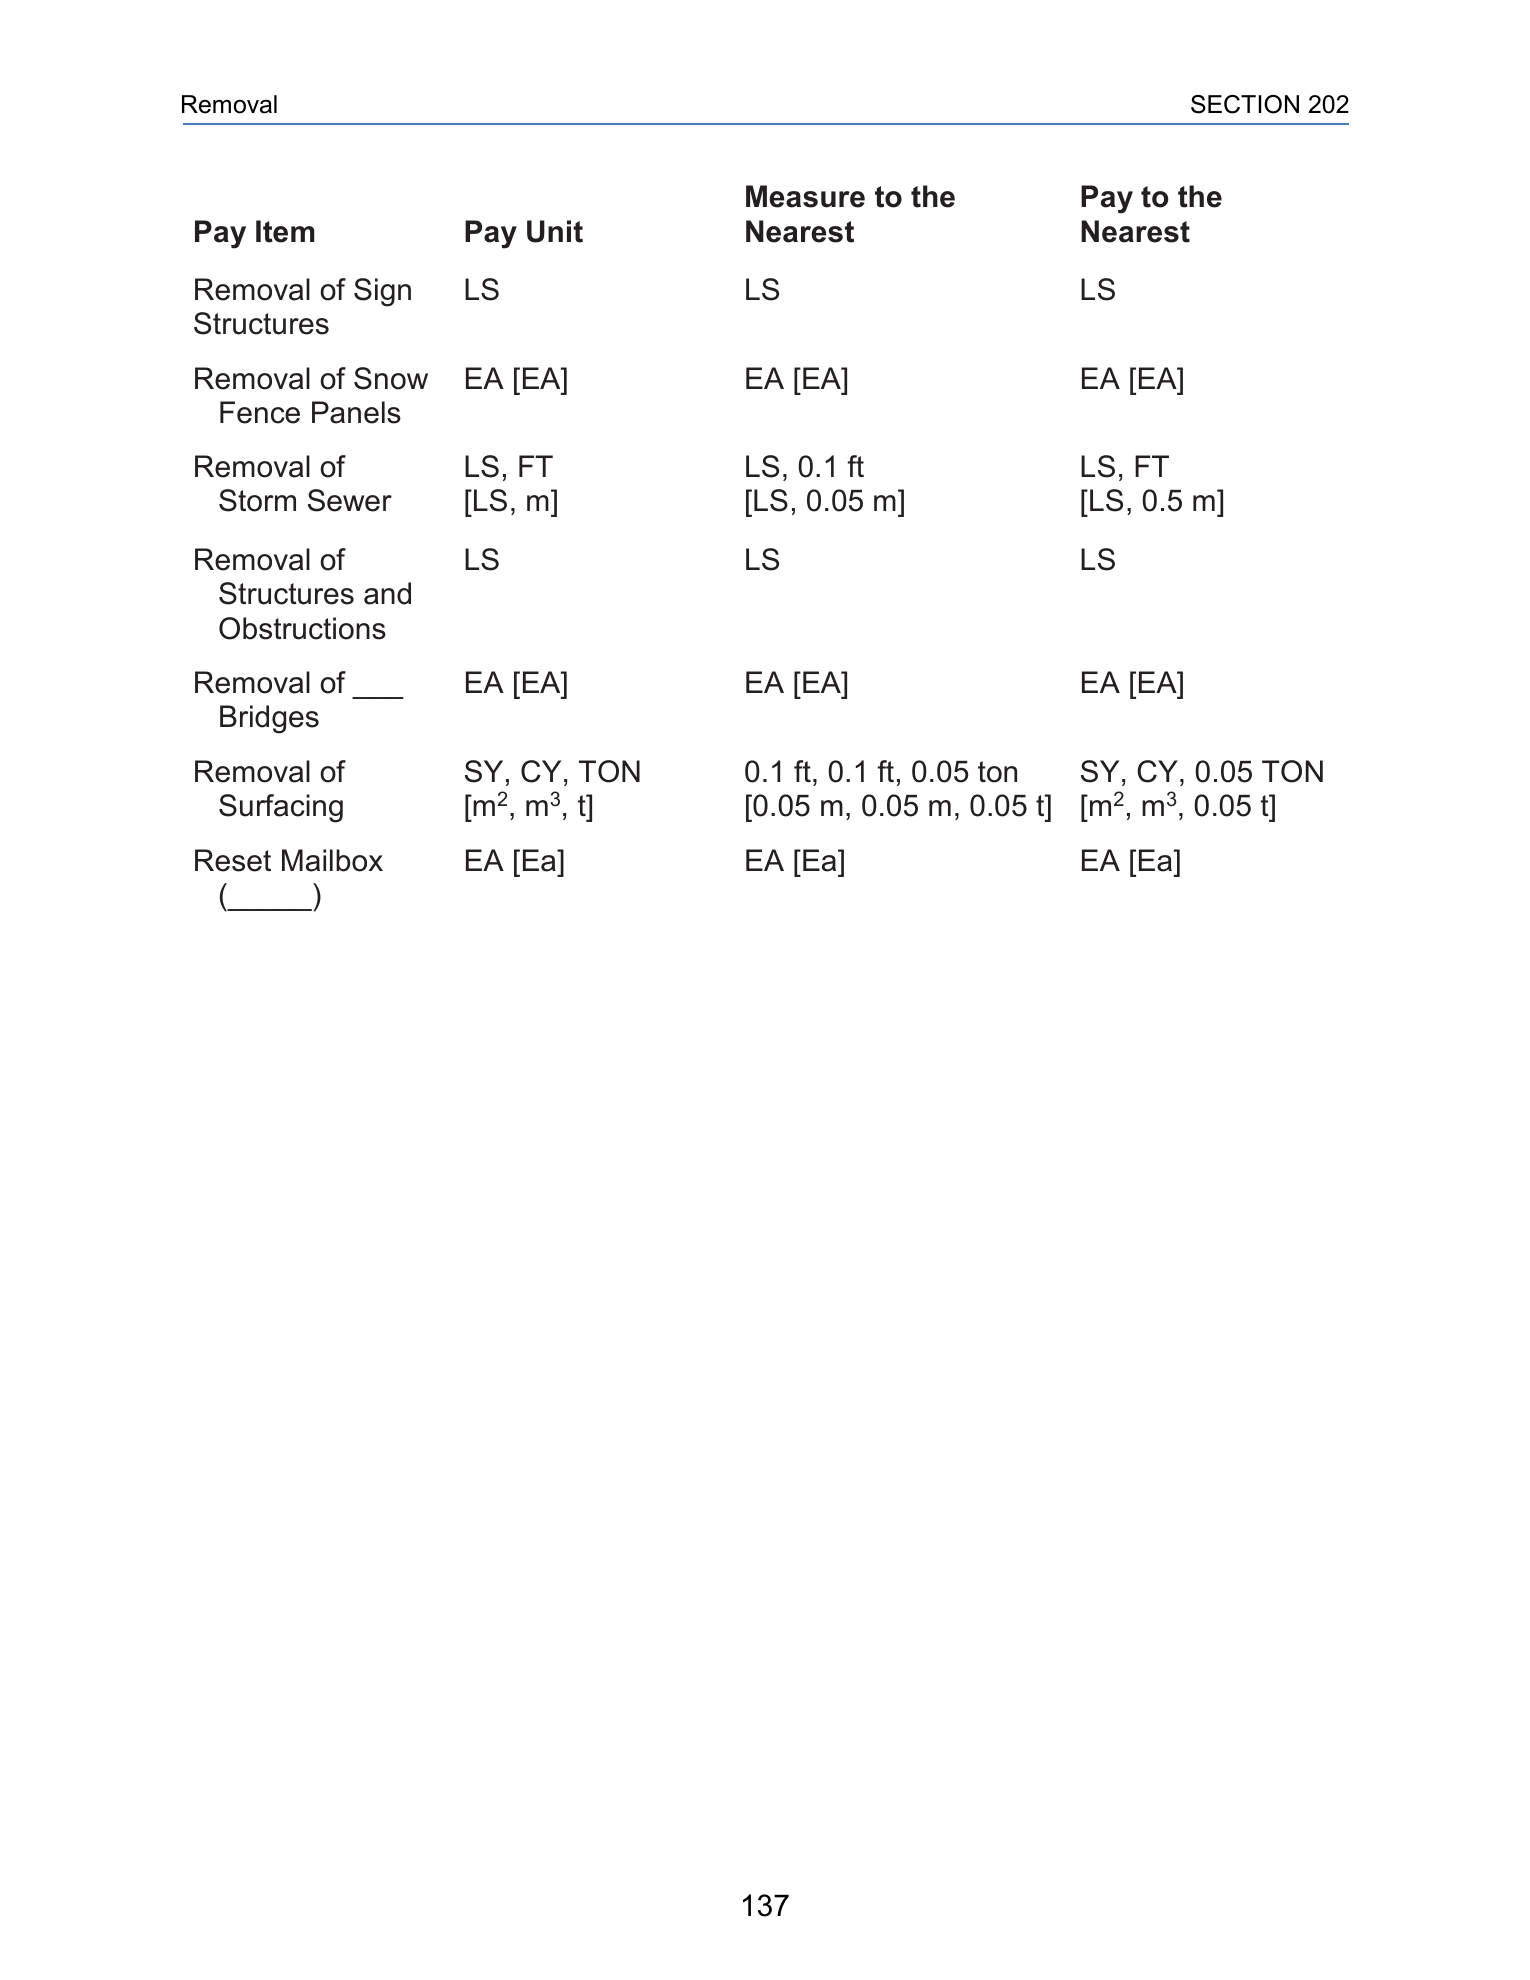 Removal SECTION 202
Measure to the Pay to the
Pay Item Pay Unit Nearest Nearest
Removal of Sign LS LS LS
Structures
Removal of Snow EA [EA] EA [EA] EA [EA]
Fence Panels
Removal of LS, FT LS, 0.1 ft LS, FT
Storm Sewer [LS, m] [LS, 0.05 m] [LS, 0.5 m]
Removal of LS LS LS
Structures and
Obstructions
Removal of ___ EA [EA] EA [EA] EA [EA]
Bridges
Removal of SY, CY, TON 0.1 ft, 0.1 ft, 0.05 ton SY, CY, 0.05 TON
Surfacing [m², m³, t] [0.05 m, 0.05 m, 0.05 t] [m², m³, 0.05 t]
Reset Mailbox EA [Ea] EA [Ea] EA [Ea]
(_____)
137